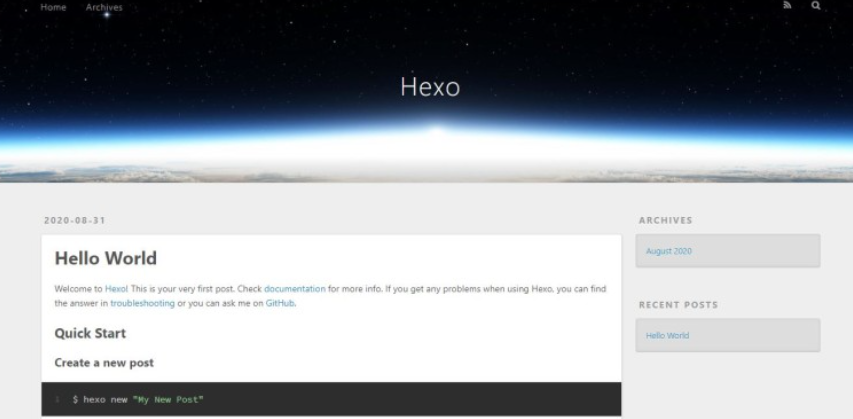 Home Archives
Hexo
2020-08-31
Hello World
Welcome to Hexo! This is your very first post. Check documentation for more info. If you get any problems when using Hexo, you can find
the answer in troubleshooting or you can ask me on GitHub.
Quick Start
Create a new post
1 $ hexo new "My New Post"
ARCHIVES
August 2020
RECENT POSTS
Hello World